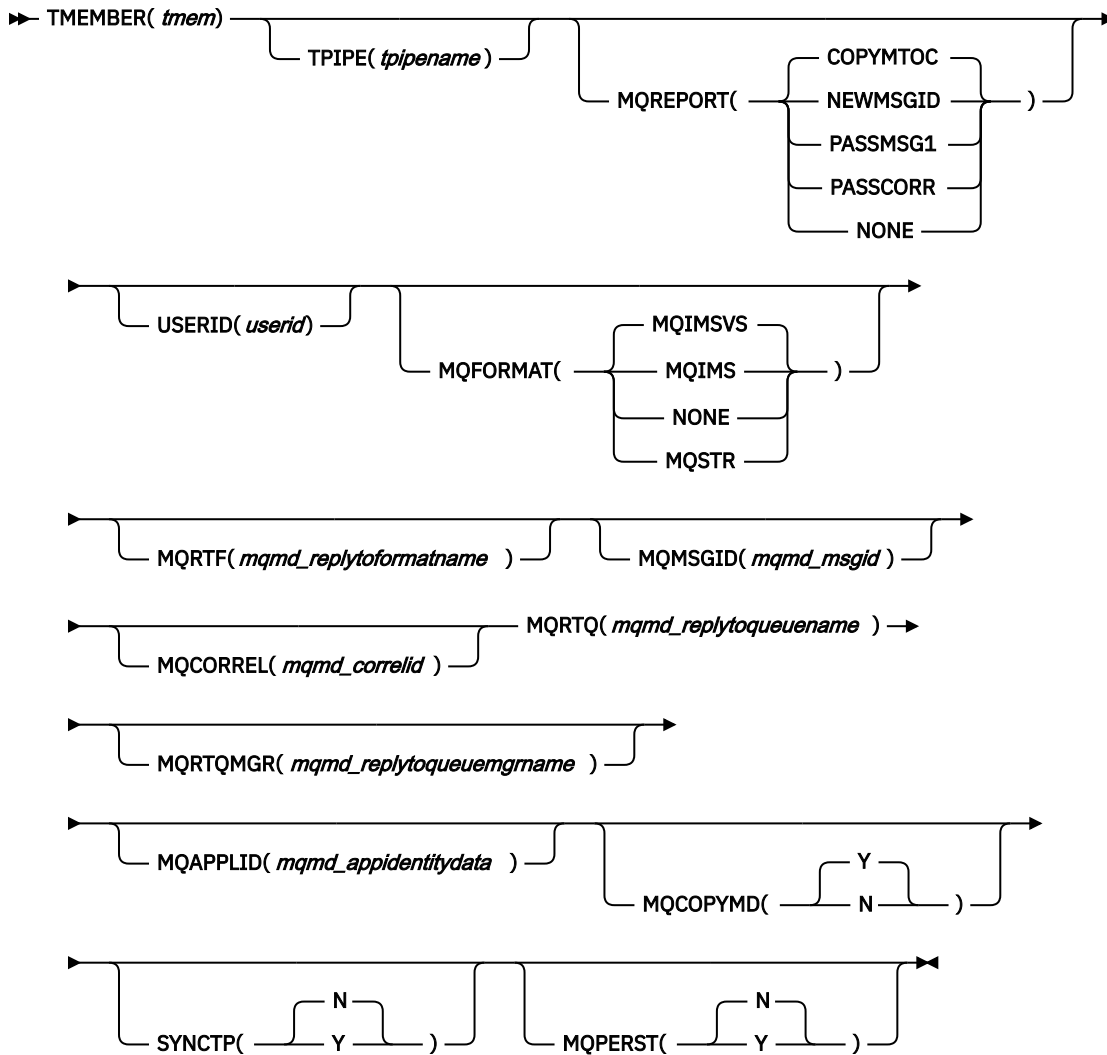 TMEMBER( tmem)
TPIPE( tpipename )
MQREPORT( COPYMTOC )
NEWMSGID
PASSMSG1
PASSCORR
NONE
USERID( userid)
MQFORMAT( MQIMSVS )
MQIMS
NONE
MQSTR
MQRTF( mqmd_replytoformatname ) MQMSGID( mqmd_msgid )
MQCORREL( mqmd_correlid ) MQRTQ( mqmd_replytoqueuename )
MQRTQMGR( mqmd_replytoqueuemgrname )
MQAPPLID( mqmd_appidentitydata ) MQCOPYMD( Y
N )
SYNCTP( N
Y ) MQPERST( N
Y )